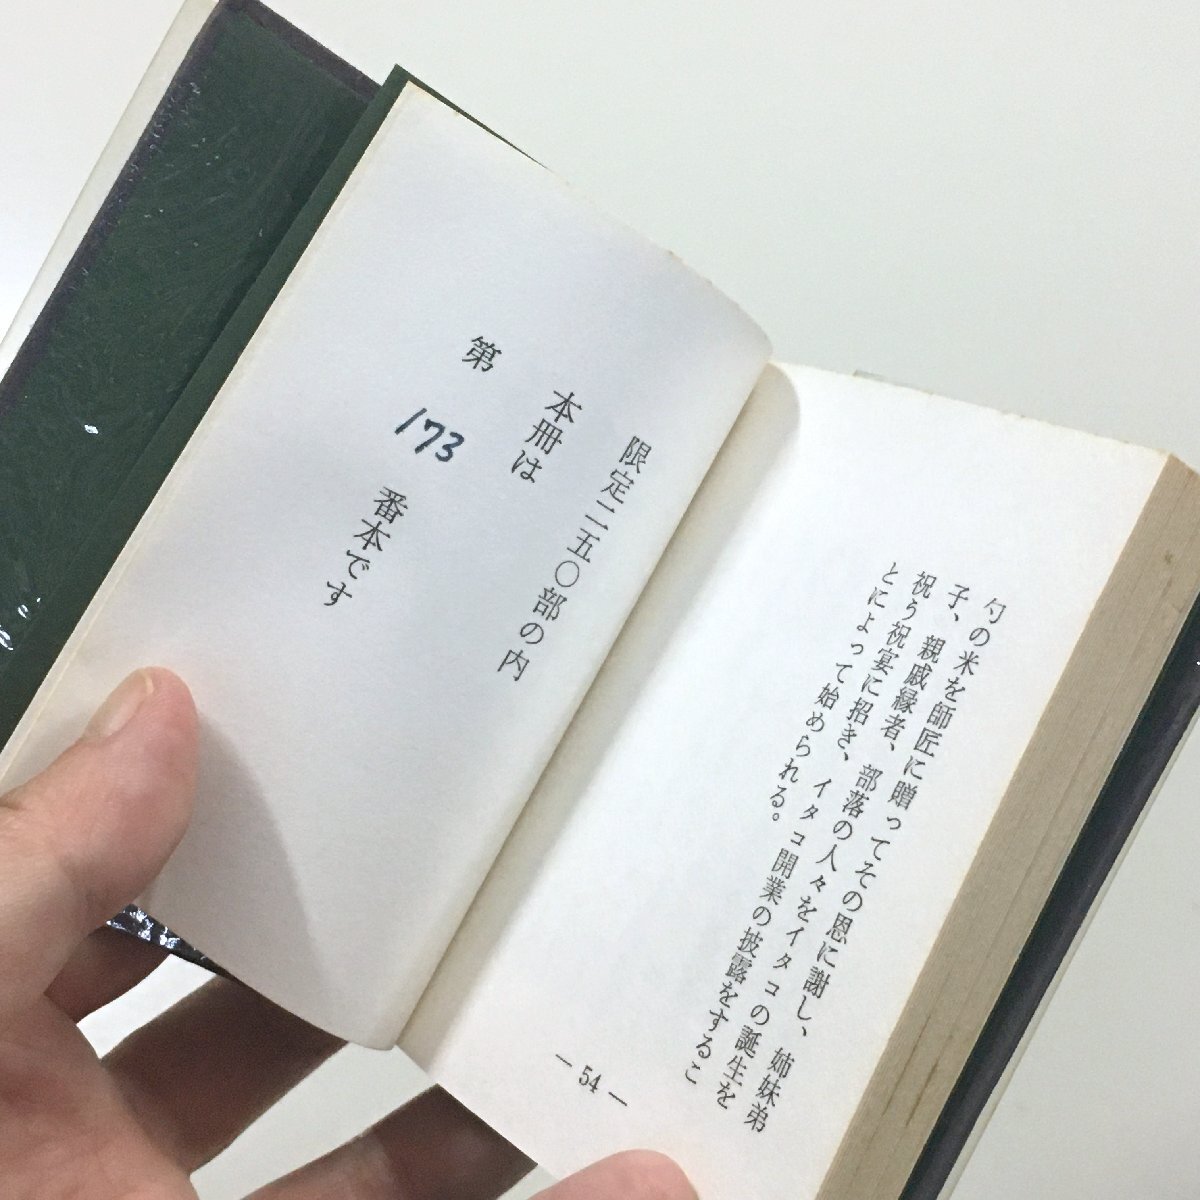 勺の米を師匠に贈ってその恩に謝し、姉妹弟
子、親戚縁者、部落の人々をイタコの誕生を
祝う祝宴に招き、イタコ開業の披露をするこ
とによって始められる。
— 54 —
限定二五〇部の内
本冊は
第 173 番本です